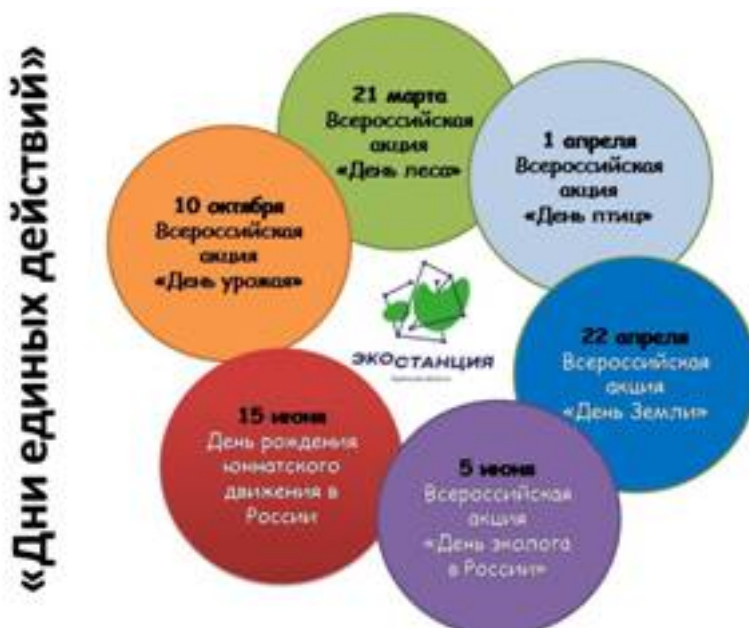 «Дни единых действий»
21 марта
Всероссийская
акция
«День леса»
1 апреля
Всероссийская
акция
«День птиц»
22 апреля
Всероссийская
акция
«День Земли»
5 июня
Всероссийская
акция
«День эколога
в России»
15 июня
День рождения
юннатского
движения в
России
10 октября
Всероссийская
акция
«День урожая»
ЭКОСТАНЦИЯ